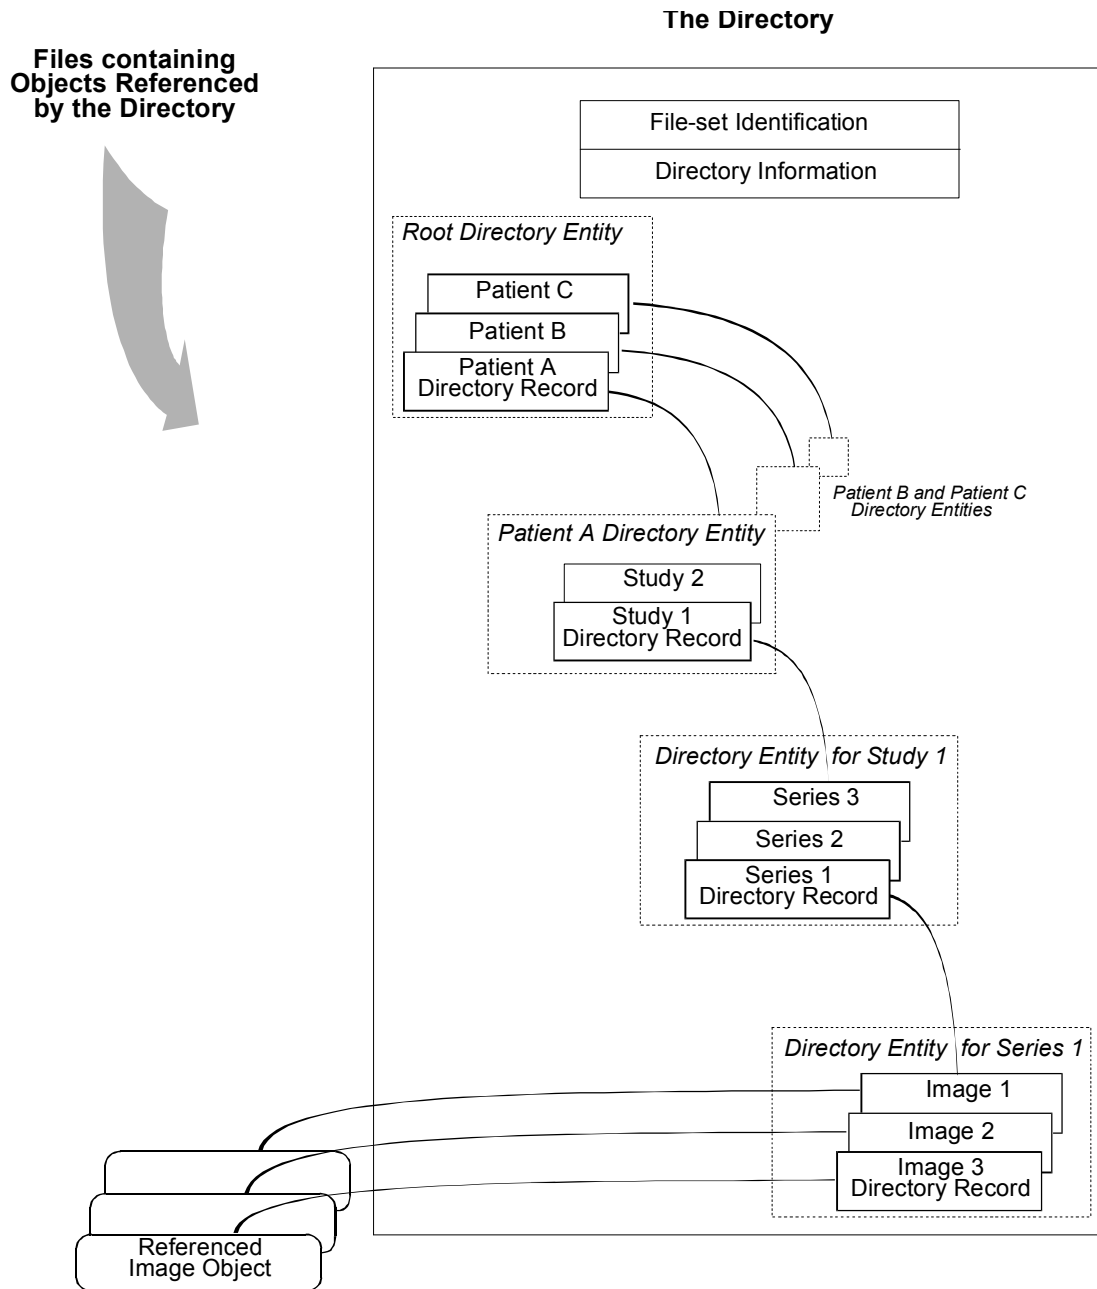 The Directory
Files containing
Objects Referenced
by the Directory
File-set Identification
Directory Information
Root Directory Entity
Patient C
Patient B
Patient A
Directory Record
Patient B and Patient C
Directory Entities
Patient A Directory Entity
Study 2
Study 1
Directory Record
Directory Entity for Study 1
Series 3
Series 2
Series 1
Directory Record
Directory Entity for Series 1
Image 1
Image 2
Image 3
Directory Record
Referenced
Image Object